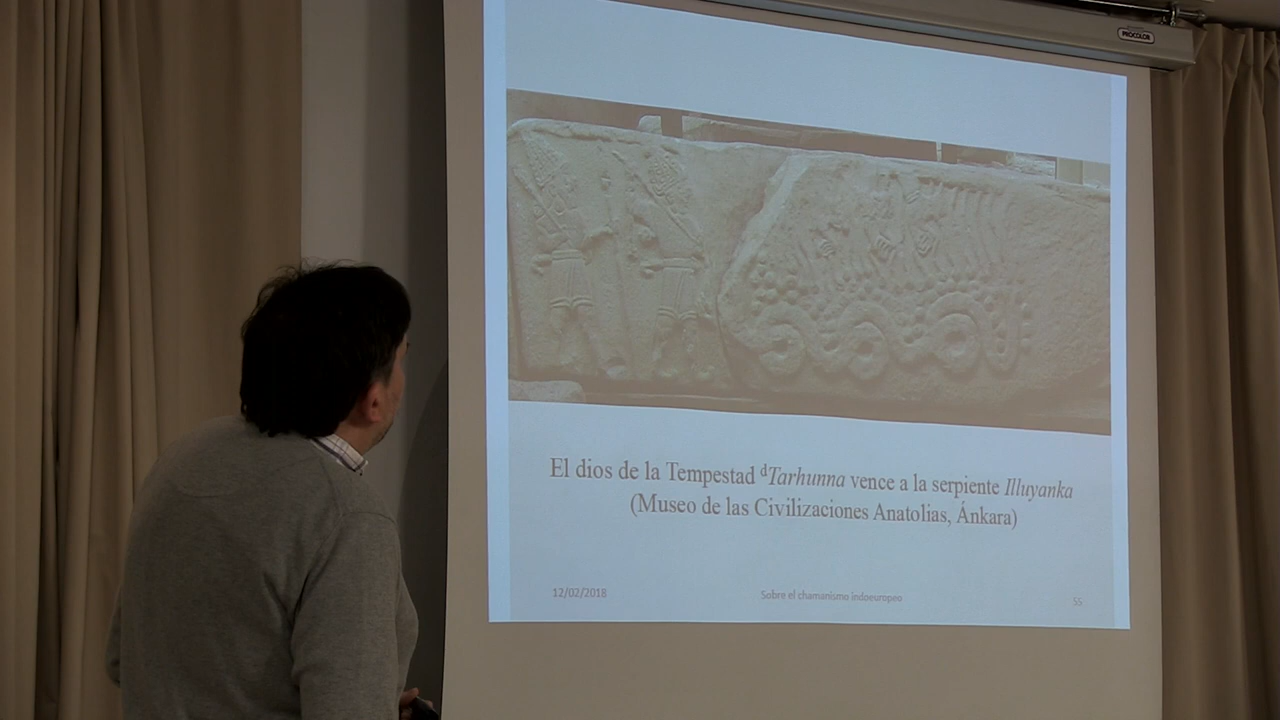 PROCOLOR
El dios de la Tempestad ᵈTarhunna vence a la serpiente Illuyanka
(Museo de las Civilizaciones Anatolias, Ánkara)
12/02/2018 Sobre el chamanismo indoeuropeo 55